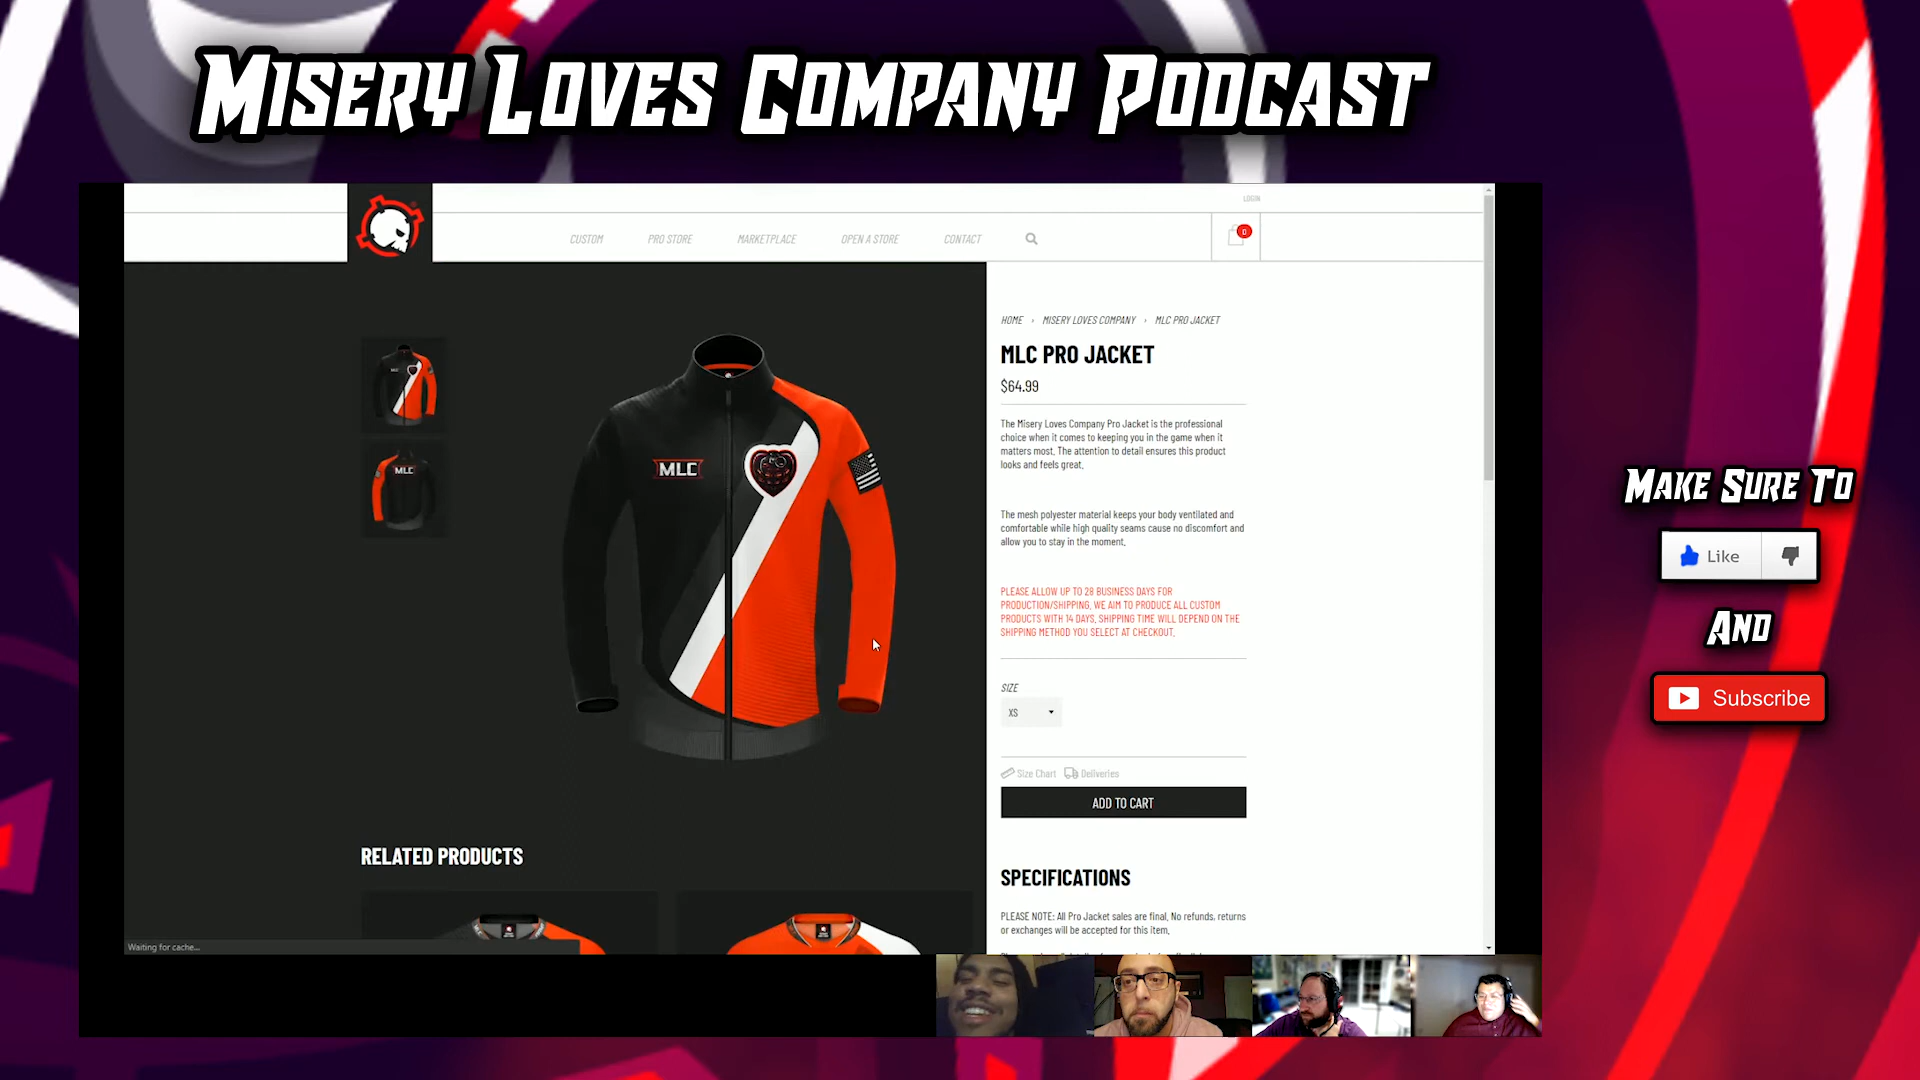 Misery Loves Company Podcast
LOGIN
CUSTOM PRO STORE MARKETPLACE OPEN A STORE CONTACT
0
HOME › MISERY LOVES COMPANY › MLC PRO JACKET
MLC PRO JACKET
$64.99
The Misery Loves Company Pro Jacket is the professional
choice when it comes to keeping you in the game when it
matters most. The attention to detail ensures this product
looks and feels great.
The mesh polyester material keeps your body ventilated and
comfortable while high quality seams cause no discomfort and
allow you to stay in the moment.
PLEASE ALLOW UP TO 28 BUSINESS DAYS FOR
PRODUCTION/SHIPPING, WE AIM TO PRODUCE ALL CUSTOM
PRODUCTS WITH 14 DAYS. SHIPPING TIME WILL DEPEND ON THE
SHIPPING METHOD YOU SELECT AT CHECKOUT.
SIZE
XS
Size Chart Deliveries
ADD TO CART
SPECIFICATIONS
PLEASE NOTE: All Pro Jacket sales are final. No refunds, returns
or exchanges will be accepted for this item.
MLC
MLC
MLC
RELATED PRODUCTS
Waiting for cache...
Make Sure To
Like
And
Subscribe